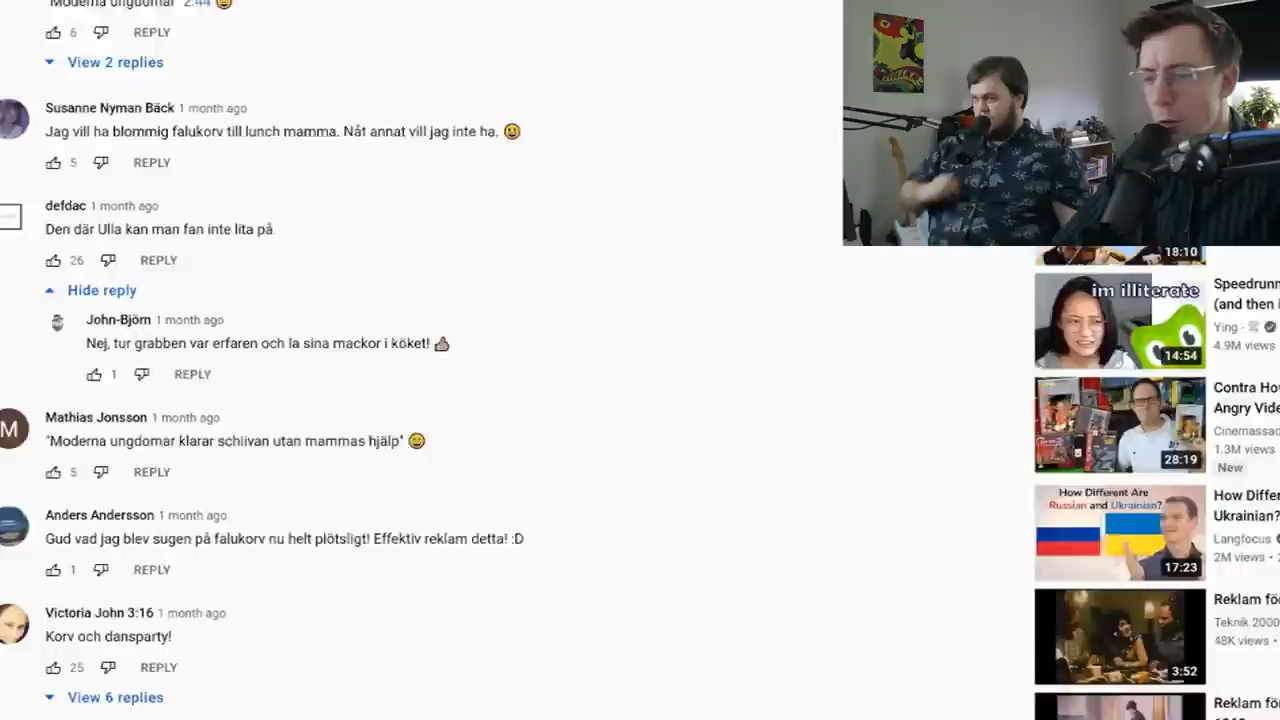 "Moderna ungdomar" 2:44 😄
6 REPLY
View 2 replies
Susanne Nyman Bäck 1 month ago
Jag vill ha blommig falukorv till lunch mamma. Nåt annat vill jag inte ha. 😉
5 REPLY
defdac 1 month ago
Den där Ulla kan man fan inte lita på.
26 REPLY
Hide reply
John-Björn 1 month ago
Nej, tur grabben var erfaren och la sina mackor i köket! 👍
1 REPLY
M
Mathias Jonsson 1 month ago
"Moderna ungdomar klarar schiivan utan mammas hjälp" 😄
5 REPLY
Anders Andersson 1 month ago
Gud vad jag blev sugen på falukorv nu helt plötsligt! Effektiv reklam detta! :D
1 REPLY
Victoria John 3:16 1 month ago
Korv och dansparty!
25 REPLY
View 6 replies
18:10
im illiterate
14:54
Speedrunn
(and then i
Ying
4.9M views
28:19
Contra Ho
Angry Vide
Cinemassac
1.3M views
New
How Different Are
Russian and Ukrainian?
17:23
How Differ
Ukrainian?
Langfocus
2M views • 2
3:52
Reklam fö
Teknik 2000
48K views •
Reklam fö